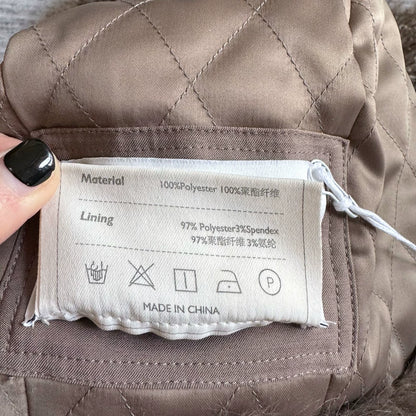 Material 100%Polyester 100%聚酯纤维
Lining 97% Polyester3%Spendex
97%聚酯纤维 3%氨纶
P
MADE IN CHINA